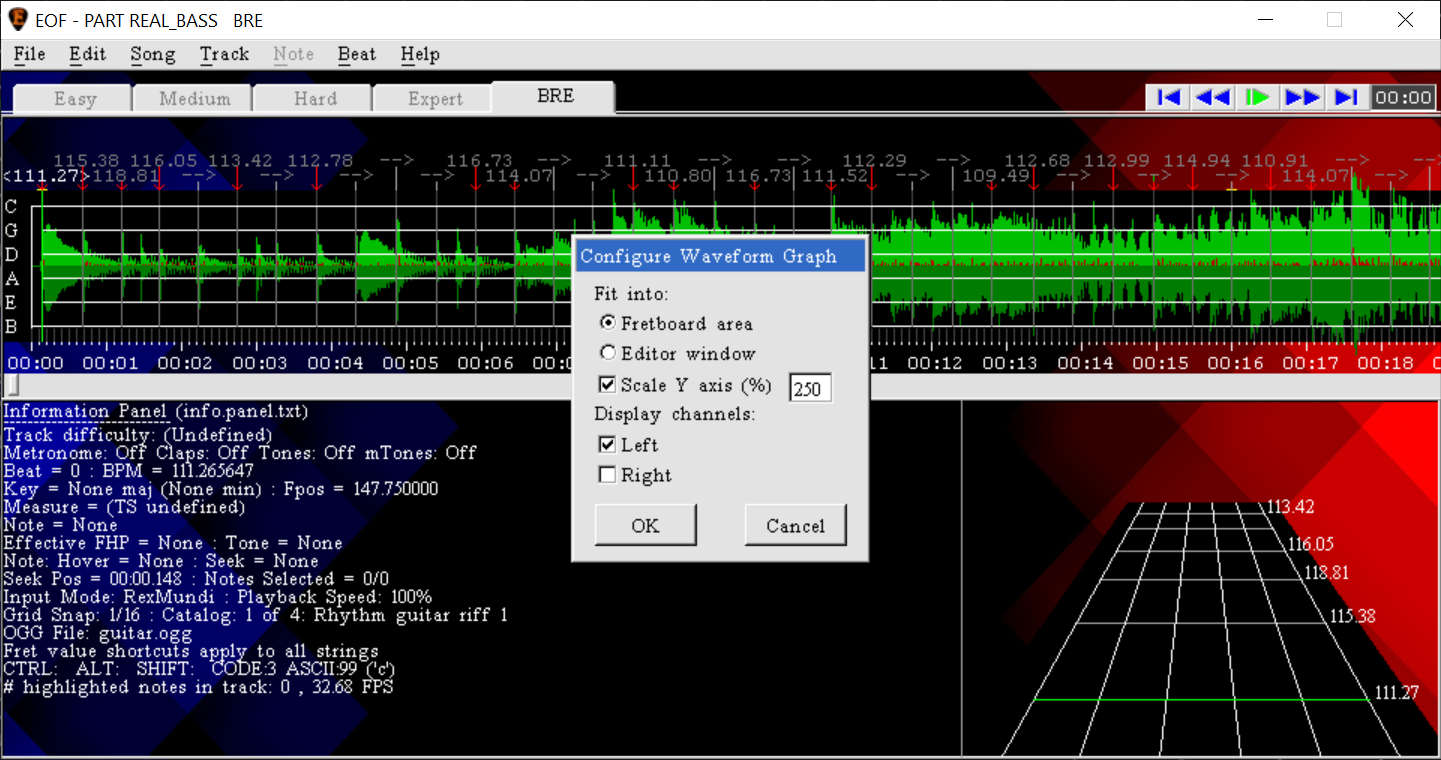 EOF - PART REAL_BASS   BRE
File Edit Song Track Note Beat Help
Easy Medium Hard Expert BRE 00:00
115.38 116.05 113.42 112.78 --> 116.73 --> 111.11 --> 112.29 --> 112.68 112.99 114.94 110.91 --> -->
<111.27>118.81 --> --> --> --> 114.07 --> 110.80 116.73 111.52 --> 109.49 --> --> --> 114.07 -->
C
G
D
A
E
B
00:00 00:01 00:02 00:03 00:04 00:05 00:06 00:0 11 00:12 00:13 00:14 00:15 00:16 00:17 00:18
Configure Waveform Graph
Fit into:
Fretboard area
Editor window
Scale Y axis (%) 250
Display channels:
Left
Right
OK Cancel
Information Panel (info.panel.txt)
Track difficulty: (Undefined)
Metronome: Off Claps: Off Tones: Off mTones: Off
Beat = 0 : BPM = 111.265647
Key = None maj (None min) : Fpos = 147.750000
Measure = (TS undefined)
Note = None
Effective FHP = None : Tone = None
Note: Hover = None : Seek = None
Seek Pos = 00:00.148 : Notes Selected = 0/0
Input Mode: RexMundi : Playback Speed: 100%
Grid Snap: 1/16 : Catalog: 1 of 4: Rhythm guitar riff 1
OGG File: guitar.ogg
Fret value shortcuts apply to all strings
CTRL:  ALT:  SHIFT:  CODE:3 ASCII:99 ('c')
# highlighted notes in track: 0 , 32.68 FPS
113.42
116.05
118.81
115.38
111.27